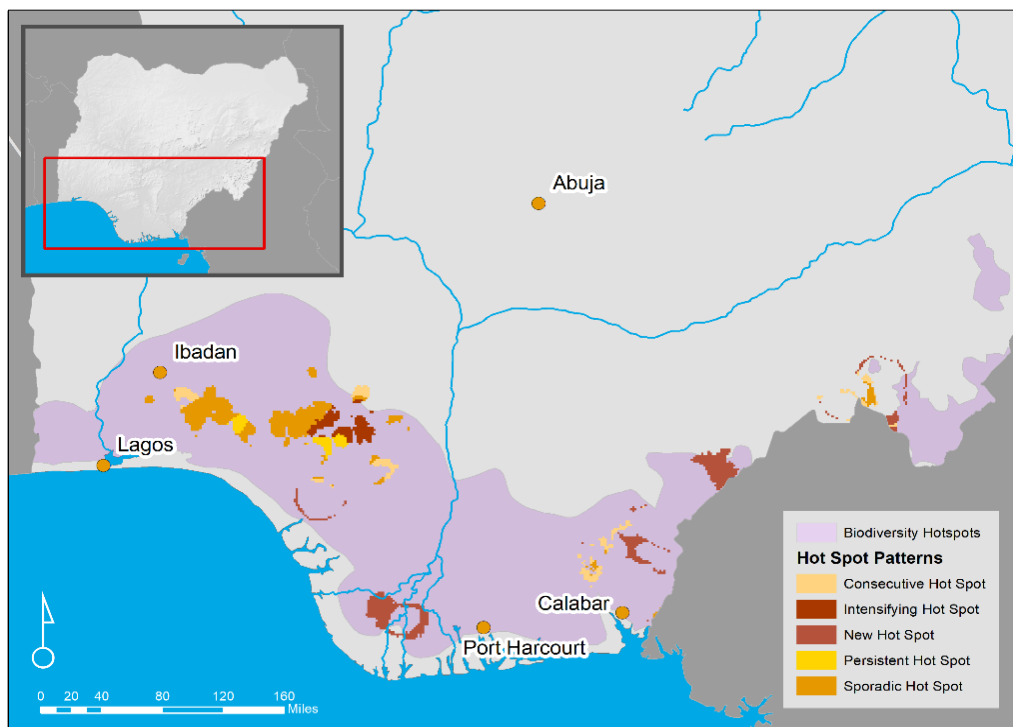 Abuja
Ibadan
Lagos
Calabar
Port Harcourt
Biodiversity Hotspots
Hot Spot Patterns
Consecutive Hot Spot
Intensifying Hot Spot
New Hot Spot
Persistent Hot Spot
Sporadic Hot Spot
0 20 40 80 120 160
Miles